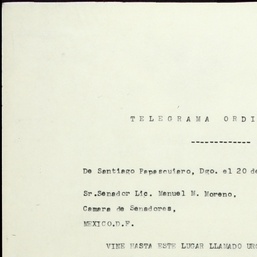 TELEGRAMA ORDI
-------------
De Santiago Papasquiaro, Dgo. el 20 de
Sr.Senador Lic. Manuel N. Moreno,
Camara de Senadores,
MEXICO,D.F.
VINE HASTA ESTE LUGAR LLAMADO URG